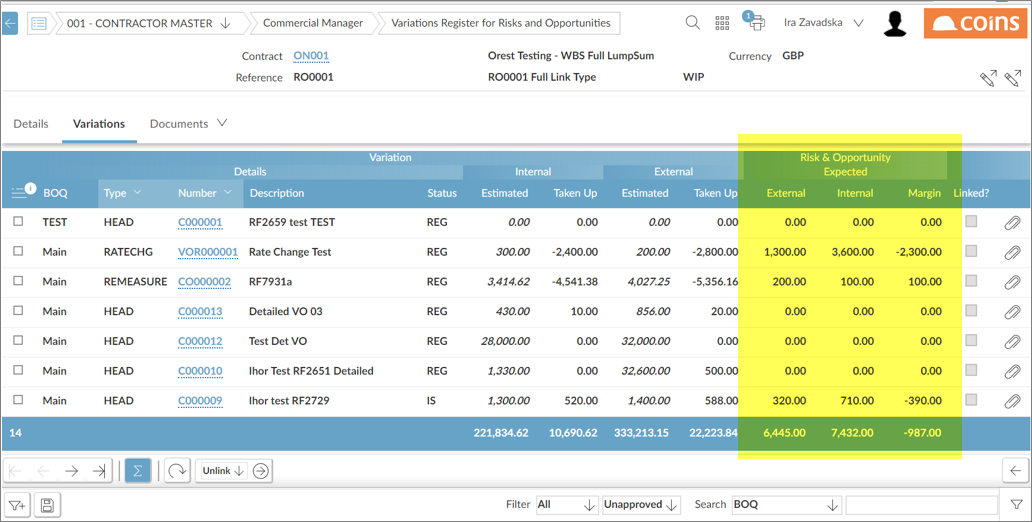 001 - CONTRACTOR MASTER Commercial Manager Variations Register for Risks and Opportunities 1 Ira Zavadska coins
Contract ON001 Orest Testing - WBS Full LumpSum Currency GBP
Reference RO0001 RO0001 Full Link Type WIP
Details Variations Documents
Variation Risk & Opportunity
Details Internal External Expected
i BOQ Type Number Description Status Estimated Taken Up Estimated Taken Up External Internal Margin Linked?
TEST HEAD C000001 RF2659 test TEST REG 0.00 0.00 0.00 0.00 0.00 0.00 0.00
Main RATECHG VOR000001 Rate Change Test REG 300.00 -2,400.00 200.00 -2,800.00 1,300.00 3,600.00 -2,300.00
Main REMEASURE CO000002 RF7931a REG 3,414.62 -4,541.38 4,027.25 -5,356.16 200.00 100.00 100.00
Main HEAD C000013 Detailed VO 03 REG 430.00 10.00 856.00 20.00 0.00 0.00 0.00
Main HEAD C000012 Test Det VO REG 28,000.00 0.00 32,000.00 0.00 0.00 0.00 0.00
Main HEAD C000010 Ihor Test RF2651 Detailed REG 1,330.00 0.00 32,600.00 500.00 0.00 0.00 0.00
Main HEAD C000009 Ihor test RF2729 IS 1,300.00 520.00 1,400.00 588.00 320.00 710.00 -390.00
14 221,834.62 10,690.62 333,213.15 22,223.84 6,445.00 7,432.00 -987.00
Σ Unlink
Filter All Unapproved Search BOQ